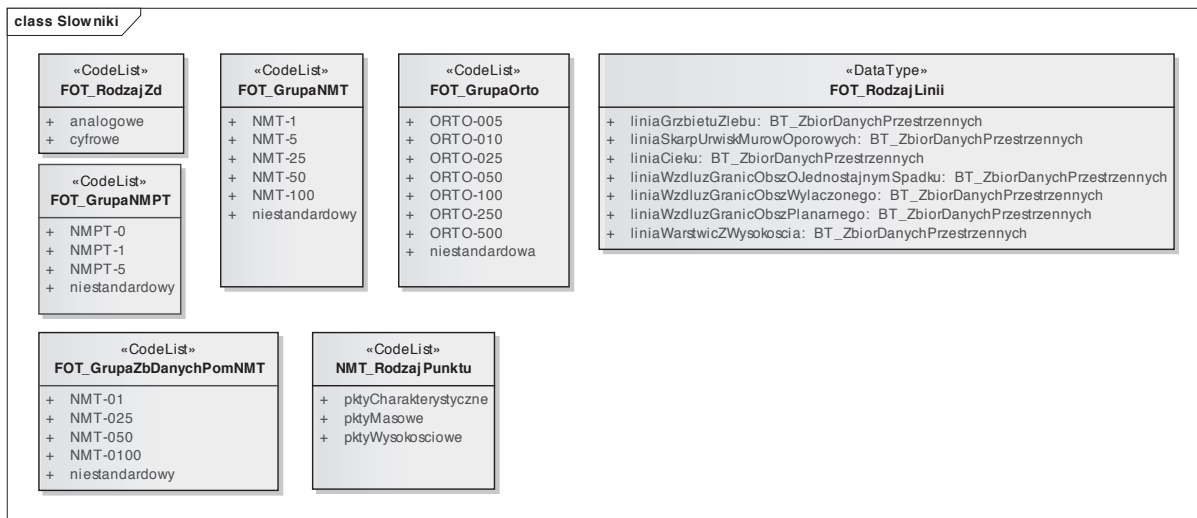 class Slowniki
«CodeList»
FOT_RodzajZd
+ analogowe
+ cyfrowe
«CodeList»
FOT_GrupaNMT
+ NMT-1
+ NMT-5
+ NMT-25
+ NMT-50
+ NMT-100
+ niestandardowy
«CodeList»
FOT_GrupaOrto
+ ORTO-005
+ ORTO-010
+ ORTO-025
+ ORTO-050
+ ORTO-100
+ ORTO-250
+ ORTO-500
+ niestandardowa
«DataType»
FOT_RodzajLinii
+ liniaGrzbietuZlebu: BT_ZbiorDanychPrzestrzennych
+ liniaSkarpUrwiskMurowOporowych: BT_ZbiorDanychPrzestrzennych
+ liniaCieku: BT_ZbiorDanychPrzestrzennych
+ liniaWzdluzGranicObszOJednostajnymSpadku: BT_ZbiorDanychPrzestrzennych
+ liniaWzdluzGranicObszWylaczonego: BT_ZbiorDanychPrzestrzennych
+ liniaWzdluzGranicObszPlanarnego: BT_ZbiorDanychPrzestrzennych
+ liniaWarstwicZWysokoscia: BT_ZbiorDanychPrzestrzennych
«CodeList»
FOT_GrupaNMPT
+ NMPT-0
+ NMPT-1
+ NMPT-5
+ niestandardowy
«CodeList»
FOT_GrupaZbDanychPomNMT
+ NMT-01
+ NMT-025
+ NMT-050
+ NMT-0100
+ niestandardowy
«CodeList»
NMT_RodzajPunktu
+ pktyCharakterystyczne
+ pktyMasowe
+ pktyWysokosciowe